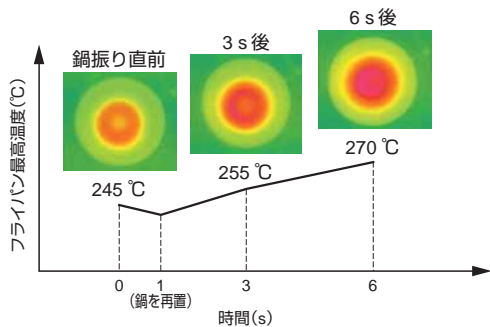 6 s後
3 s後
鍋振り直前
270 ℃
255 ℃
245 ℃
フライパン最高温度(℃)
0 1 3 6
(鍋を再置)
時間(s)